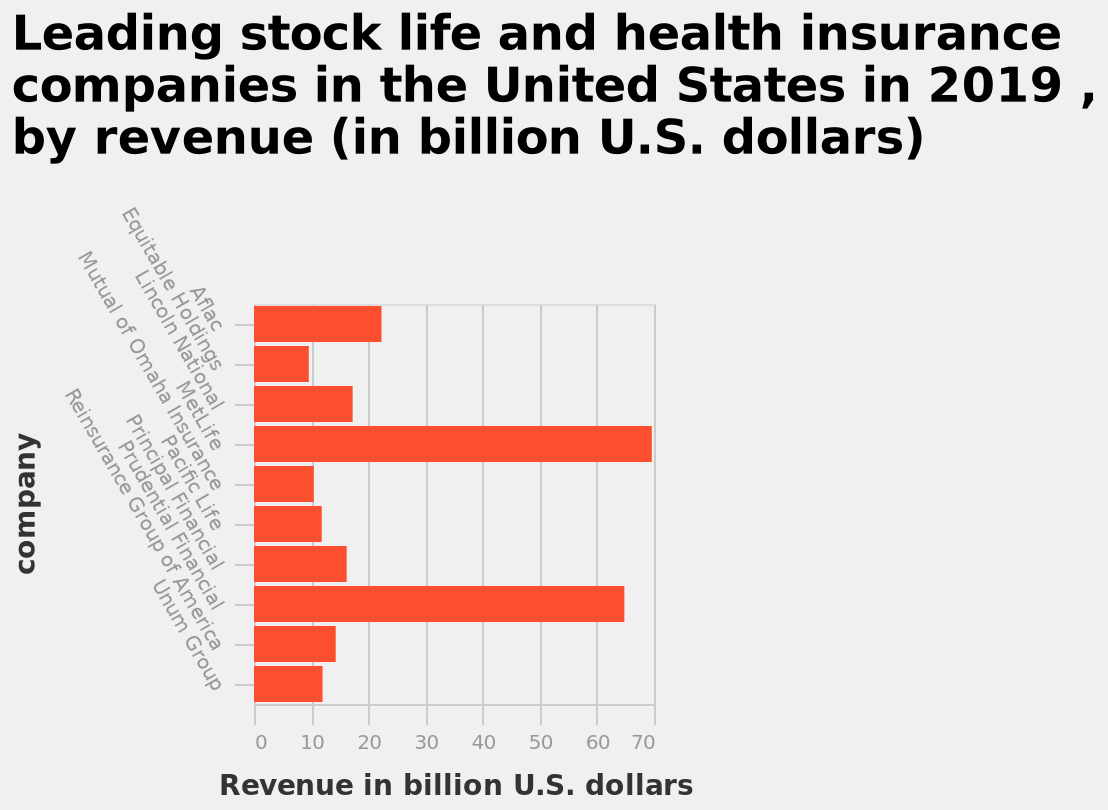 Leading stock life and health insurance
companies in the United States in 2019 ,
by revenue (in billion U.S. dollars)
company
Aflac
Equitable Holdings
Lincoln National
MetLife
Mutual of Omaha Insurance
Pacific Life
Principal Financial
Prudential Financial
Reinsurance Group of America
Unum Group
0 10 20 30 40 50 60 70
Revenue in billion U.S. dollars